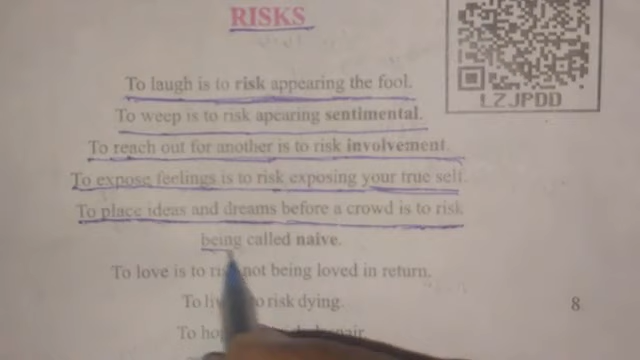 RISKS
LZJPDD
To laugh is to risk appearing the fool.
To weep is to risk apearing sentimental.
To reach out for another is to risk involvement.
To expose feelings is to risk exposing your true self.
To place ideas and dreams before a crowd is to risk
being called naive.
To love is to risk not being loved in return.
To risk dying.
8
To